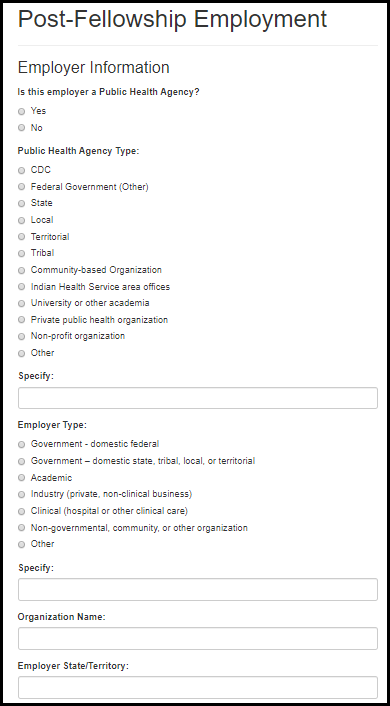 Post-Fellowship Employment
Employer Information
Is this employer a Public Health Agency?
Yes
No
Public Health Agency Type:
CDC
Federal Government (Other)
State
Local
Territorial
Tribal
Community-based Organization
Indian Health Service area offices
University or other academia
Private public health organization
Non-profit organization
Other
Specify:
Employer Type:
Government - domestic federal
Government – domestic state, tribal, local, or territorial
Academic
Industry (private, non-clinical business)
Clinical (hospital or other clinical care)
Non-governmental, community, or other organization
Other
Specify:
Organization Name:
Employer State/Territory: